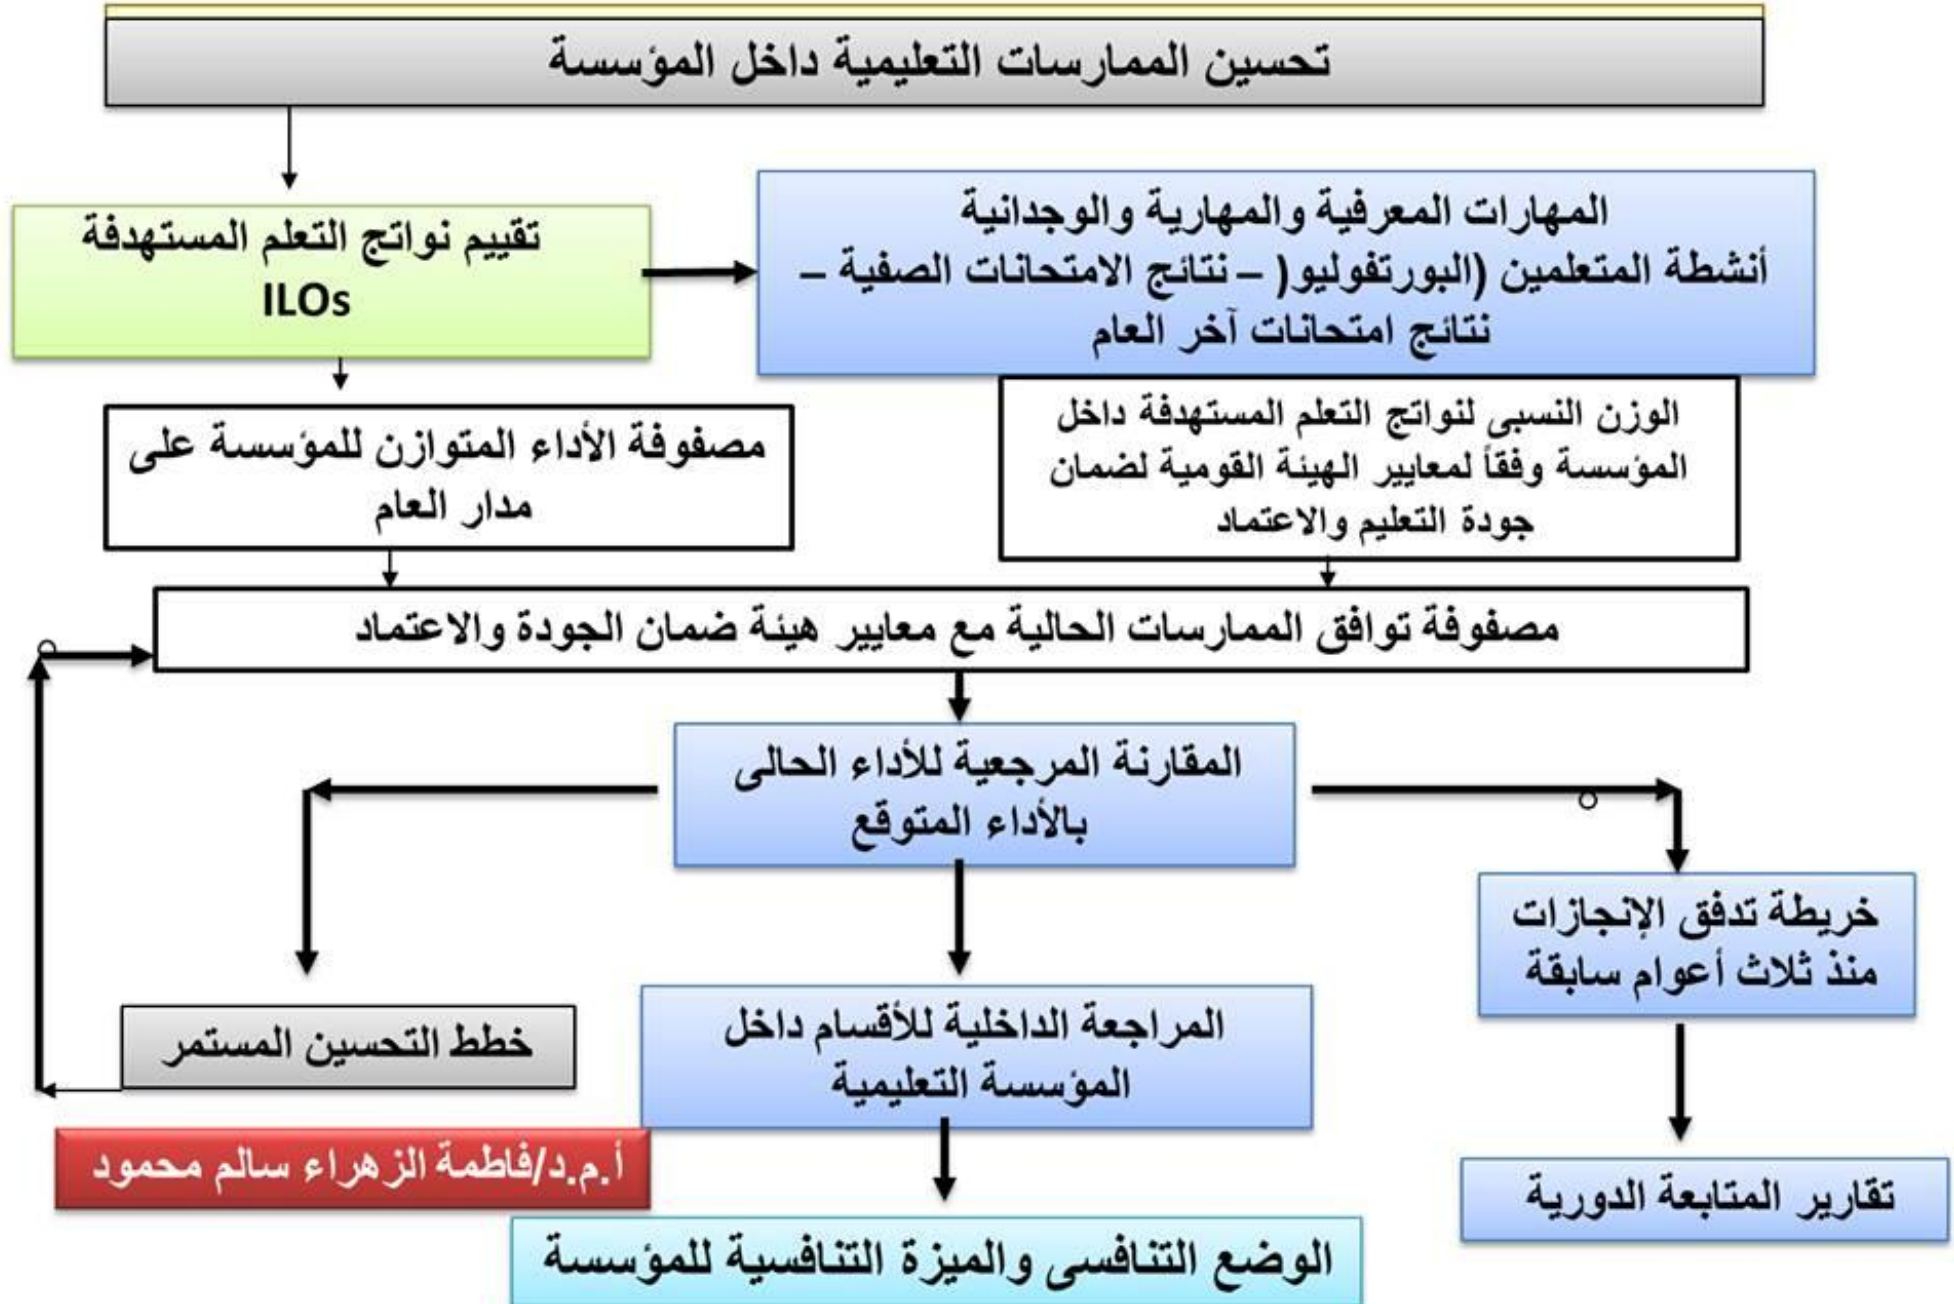 تحسين الممارسات التعليمية داخل المؤسسة
المهارات المعرفية والمهارية والوجدانية
أنشطة المتعلمين (البورتفوليو( – نتائج الامتحانات الصفية –
نتائج امتحانات آخر العام
تقييم نواتج التعلم المستهدفة
ILOs
الوزن النسبى لنواتج التعلم المستهدفة داخل
المؤسسة وفقاً لمعايير الهيئة القومية لضمان
جودة التعليم والاعتماد
مصفوفة الأداء المتوازن للمؤسسة على
مدار العام
مصفوفة توافق الممارسات الحالية مع معايير هيئة ضمان الجودة والاعتماد
المقارنة المرجعية للأداء الحالى
بالأداء المتوقع
خريطة تدفق الإنجازات
منذ ثلاث أعوام سابقة
المراجعة الداخلية للأقسام داخل
المؤسسة التعليمية
خطط التحسين المستمر
تقارير المتابعة الدورية
أ.م.د/فاطمة الزهراء سالم محمود
الوضع التنافسى والميزة التنافسية للمؤسسة